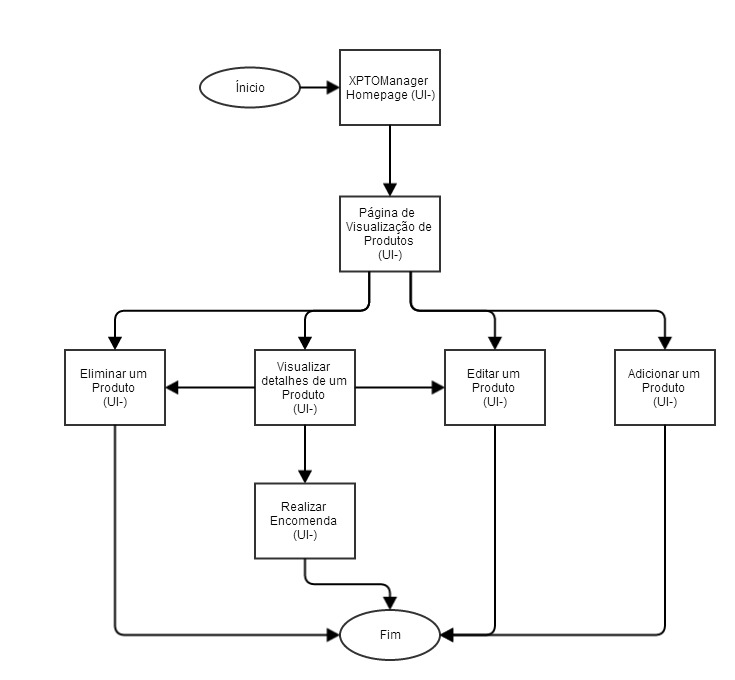 Ínicio
XPTOManager
Homepage (UI-)
Página de
Visualização de
Produtos
(UI-)
Eliminar um
Produto
(UI-)
Visualizar
detalhes de um
Produto
(UI-)
Editar um
Produto
(UI-)
Adicionar um
Produto
(UI-)
Realizar
Encomenda
(UI-)
Fim